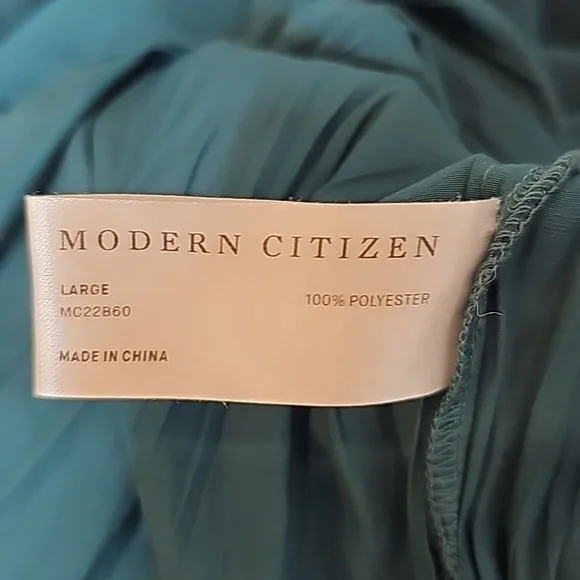 MODERN CITIZEN
LARGE
MC22B60
100% POLYESTER
MADE IN CHINA